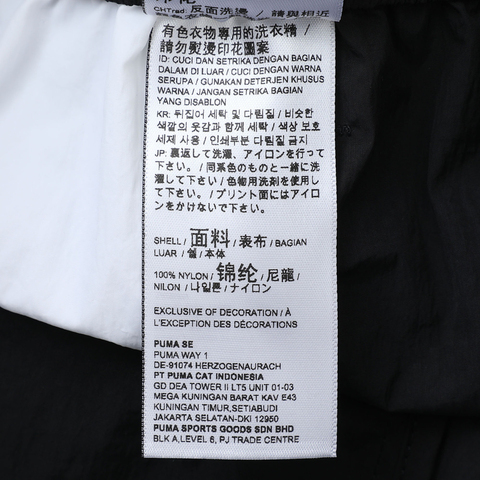 CHTrad: 反面洗燙 / 請與相近
有色衣物專用的洗衣精 /
請勿熨燙印花圖案
ID: CUCI DAN SETRIKA DENGAN BAGIAN
DALAM DI LUAR / CUCI DENGAN WARNA
SERUPA / GUNAKAN DETERJEN KHUSUS
WARNA / JANGAN SETRIKA BAGIAN
YANG DISABLON
KR: 뒤집어 세탁 및 다림질 / 비슷한
색깔의 옷감과 함께 세탁 / 색상 보호
세제 사용 / 인쇄부분 다림질 금지
JP: 裏返して洗濯、アイロンを行って
下さい / 同系色のものと一緒に洗
濯して下さい / 色物用洗剤を使用し
て下さい / プリント面にはアイロ
ンをかけないで下さい。
SHELL / 面料 / 表布 / BAGIAN
LUAR / 쉘 / 本体
100% NYLON / 锦纶 / 尼龍 /
NILON / 나일론 / ナイロン
EXCLUSIVE OF DECORATION / À
L'EXCEPTION DES DÉCORATIONS
PUMA SE
PUMA WAY 1
DE-91074 HERZOGENAURACH
PT PUMA CAT INDONESIA
GD DEA TOWER II LT5 UNIT 01-03
MEGA KUNINGAN BARAT KAV E43
KUNINGAN TIMUR,SETIABUDI
JAKARTA SELATAN-DKI 12950
PUMA SPORTS GOODS SDN BHD
BLK A,LEVEL 6, PJ TRADE CENTRE